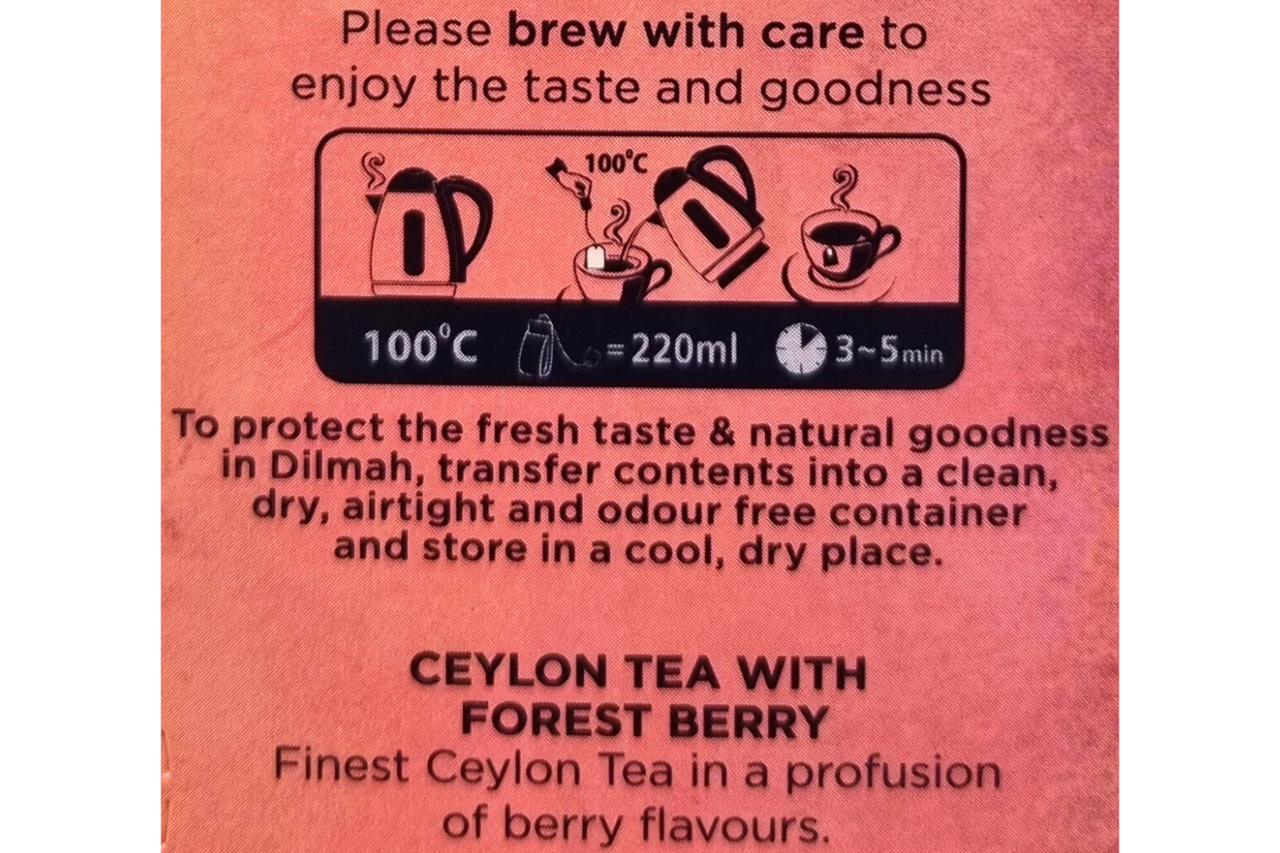 Please brew with care to
enjoy the taste and goodness
100°C
100°C = 220ml 3~5 min
To protect the fresh taste & natural goodness
in Dilmah, transfer contents into a clean,
dry, airtight and odour free container
and store in a cool, dry place.
CEYLON TEA WITH
FOREST BERRY
Finest Ceylon Tea in a profusion
of berry flavours.